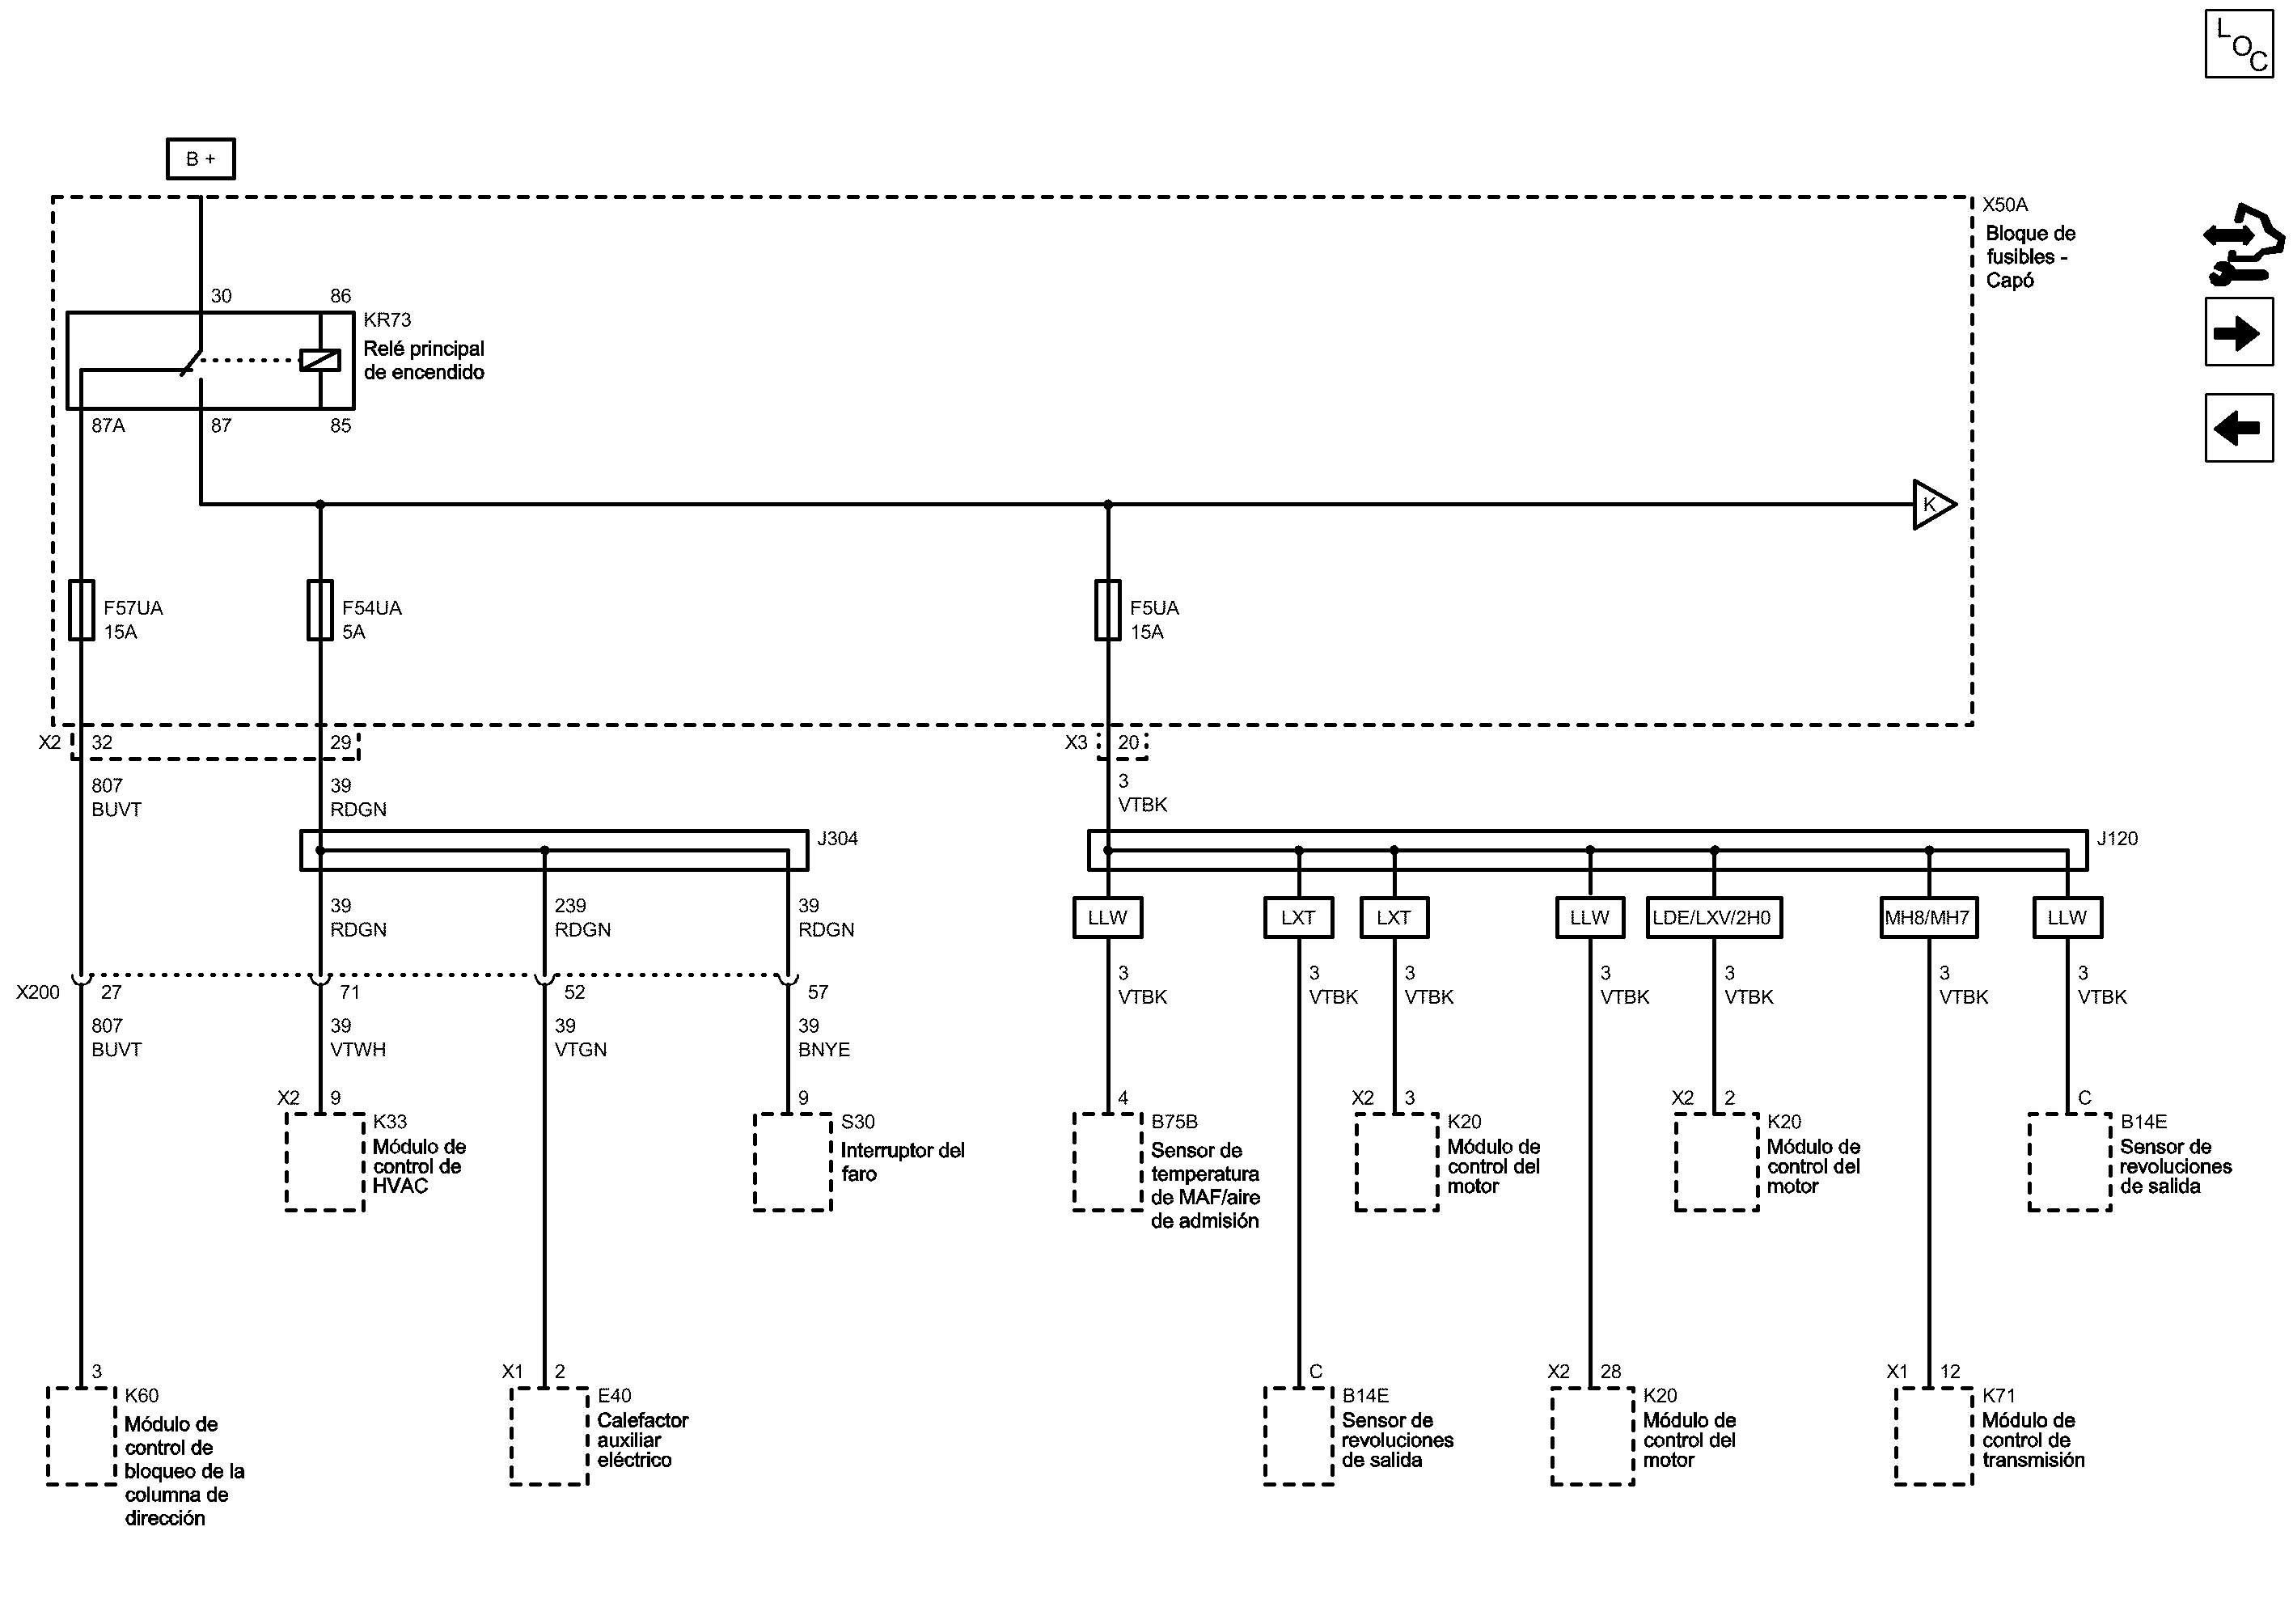 LOC
B +
X50A
Bloque de
fusibles -
Capó
30
86
KR73
Relé principal
de encendido
87A
87
85
K
F57UA
15A
F54UA
5A
F5UA
15A
X2
32
29
X3
20
807
BUVT
39
RDGN
3
VTBK
J304
J120
39
RDGN
239
RDGN
39
RDGN
LLW
LXT
LXT
LLW
LDE/LXV/2H0
MH8/MH7
LLW
3
VTBK
3
VTBK
3
VTBK
3
VTBK
3
VTBK
3
VTBK
3
VTBK
X200
27
71
52
57
807
BUVT
39
VTWH
39
VTGN
39
BNYE
X2
9
K33
Módulo de
control de
HVAC
9
S30
Interruptor del
faro
4
B75B
Sensor de
temperatura
de MAF/aire
de admisión
X2
3
K20
Módulo de
control del
motor
X2
2
K20
Módulo de
control del
motor
C
B14E
Sensor de
revoluciones
de salida
3
K60
Módulo de
control de
bloqueo de la
columna de
dirección
X1
2
E40
Calefactor
auxiliar
eléctrico
C
B14E
Sensor de
revoluciones
de salida
X2
28
K20
Módulo de
control del
motor
X1
12
K71
Módulo de
control de
transmisión